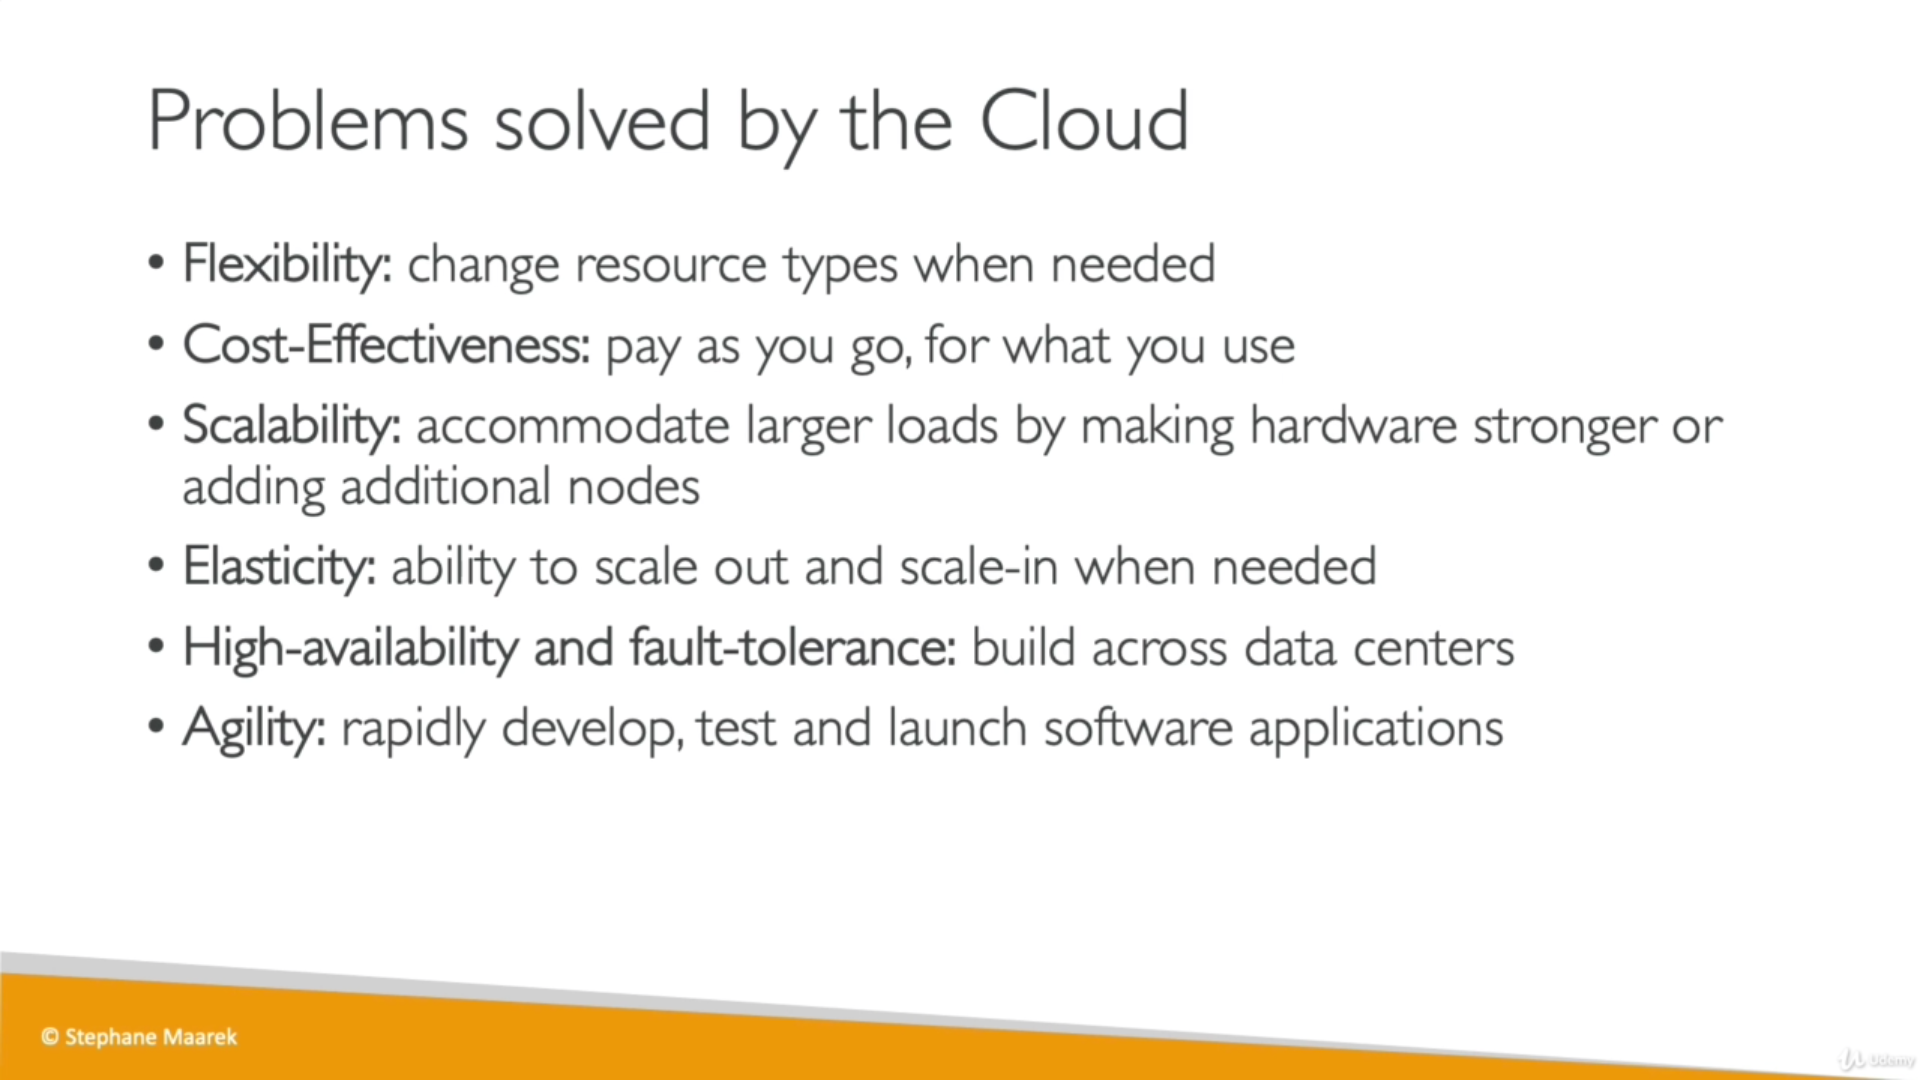 Problems solved by the Cloud
• Flexibility: change resource types when needed
• Cost-Effectiveness: pay as you go, for what you use
• Scalability: accommodate larger loads by making hardware stronger or
adding additional nodes
• Elasticity: ability to scale out and scale-in when needed
• High-availability and fault-tolerance: build across data centers
• Agility: rapidly develop, test and launch software applications
© Stephane Maarek
Udemy